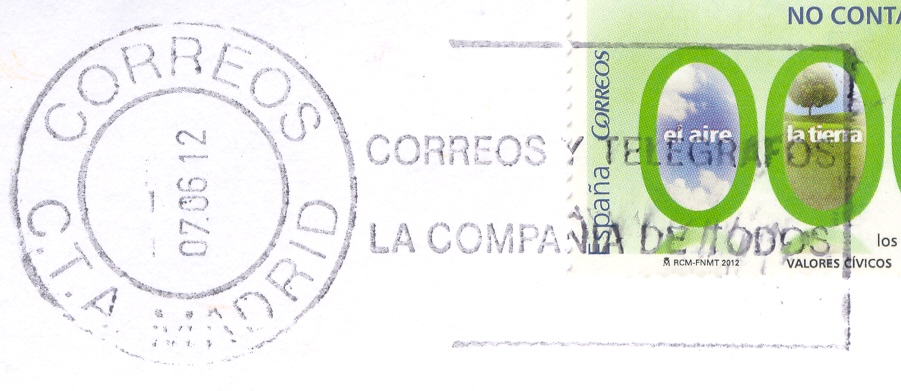 CORREOS
C.T.A. MADRID
07.06 12
CORREOS Y TELEGRAFOS
LA COMPAÑIA DE TODOS
NO CONTA
España CORREOS
el aire
la tierra
RCM-FNMT 2012
los
VALORES CÍVICOS